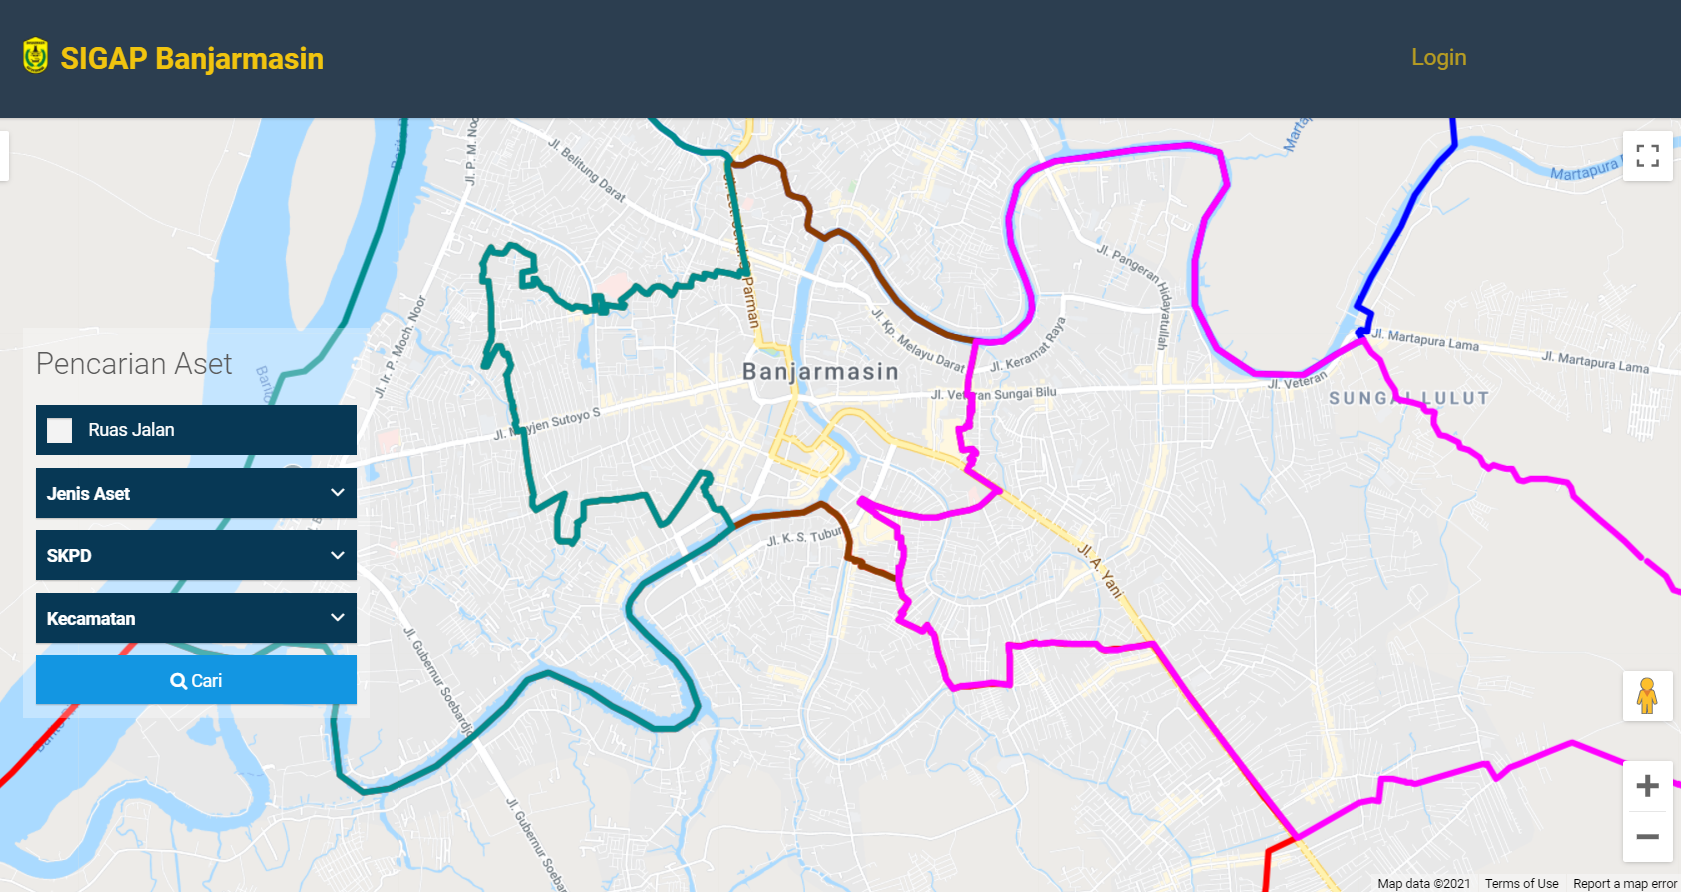 SIGAP Banjarmasin
Login
Jl. P. M. Noor
Jl. Belitung Darat
Jl. Let. Jend. S. Parman
Martapura
Jl. Pangeran Hidayatullah
Jl. Ir. P. Moch. Noor
Jl. Kp. Melayu Darat
Jl. Keramat Raya
Jl. Martapura Lama
Jl. Martapura Lama
Banjarmasin
Jl. Veteran
Jl. Veteran Sungai Bilu
SUNGAI LULUT
Jl. Mayjen Sutoyo S
Pencarian Aset
Ruas Jalan
Jenis Aset
SKPD
Kecamatan
Cari
Jl. K. S. Tubun
Jl. A. Yani
Jl. Gubernur Soebardjo
Jl. Gubernur Soebar
Map data ©2021
Terms of Use
Report a map error